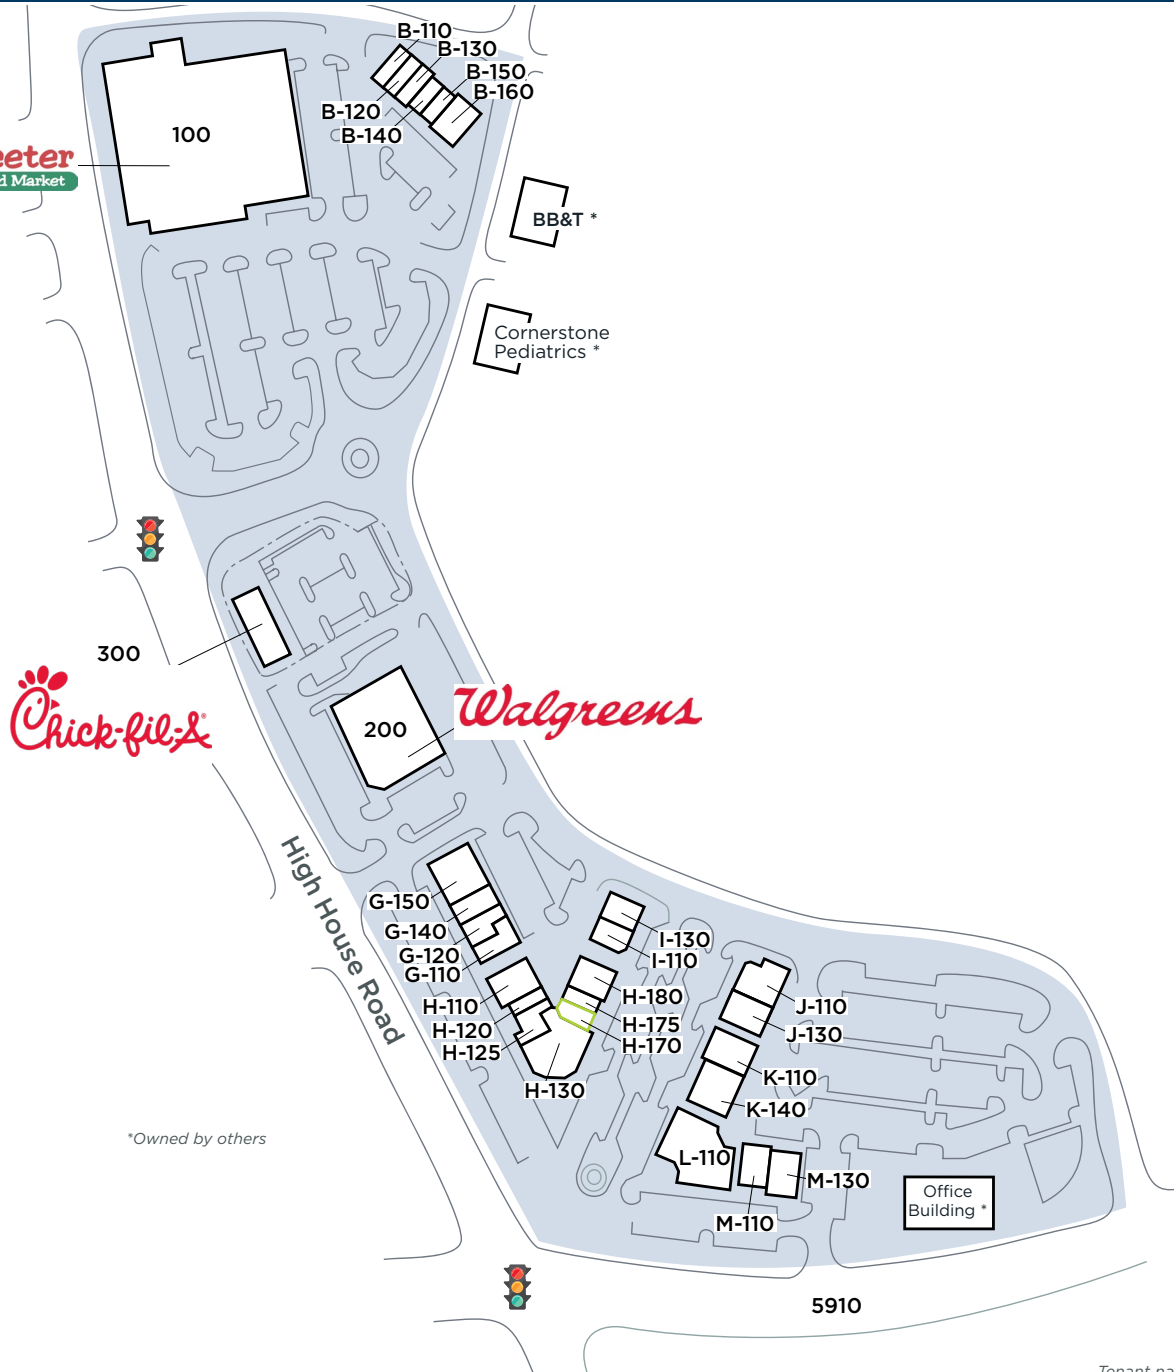 B-110
B-130
B-150
B-160
B-120
B-140
100
d Market
BB&T *
Cornerstone
Pediatrics *
300
Chick-fil-A
Walgreens
200
High House Road
G-150
G-140
G-120
G-110
I-130
I-110
H-110
H-120
H-125
H-130
H-180
H-175
H-170
J-110
J-130
K-110
K-140
L-110
M-130
M-110
*Owned by others
Office
Building *
5910